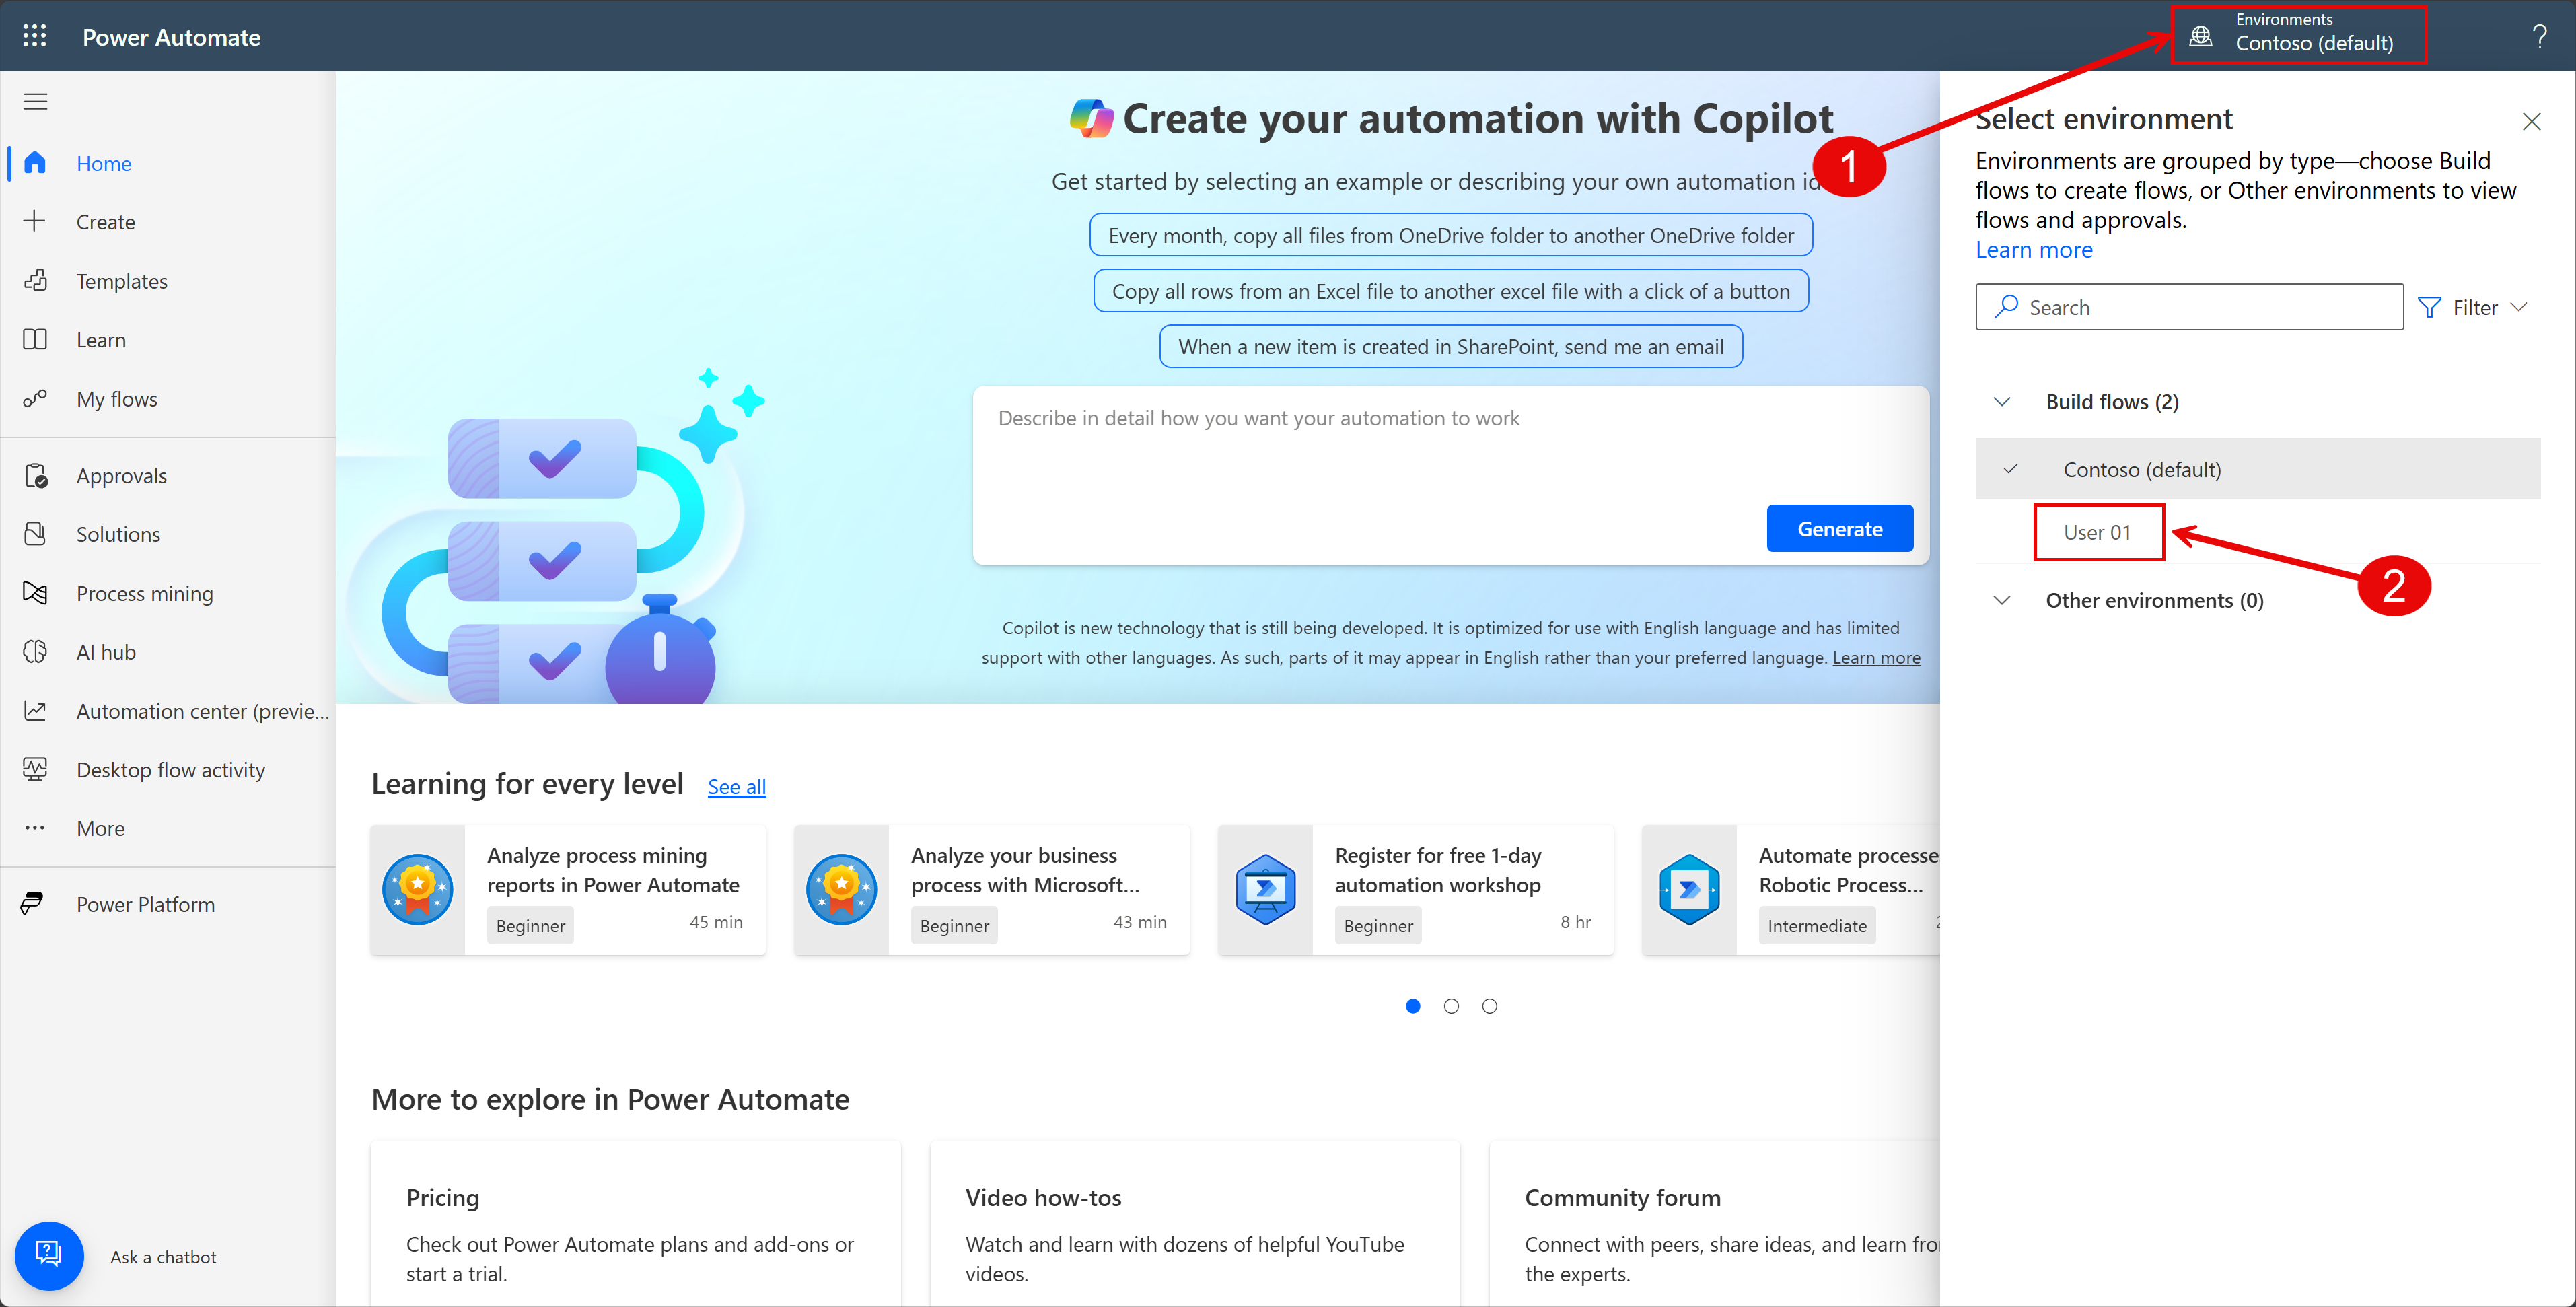 Power Automate
Environments
Contoso (default)
?
Home
Create
Templates
Learn
My flows
Approvals
Solutions
Process mining
AI hub
Automation center (previe...
Desktop flow activity
More
Power Platform
Ask a chatbot
Create your automation with Copilot
Get started by selecting an example or describing your own automation
Every month, copy all files from OneDrive folder to another OneDrive folder
Copy all rows from an Excel file to another excel file with a click of a button
When a new item is created in SharePoint, send me an email
Describe in detail how you want your automation to work
Generate
Copilot is new technology that is still being developed. It is optimized for use with English language and has limited
support with other languages. As such, parts of it may appear in English rather than your preferred language. Learn more
Learning for every level See all
Analyze process mining
reports in Power Automate
Beginner 45 min
Analyze your business
process with Microsoft...
Beginner 43 min
Register for free 1-day
automation workshop
Beginner 8 hr
Automate processe
Robotic Process...
Intermediate
More to explore in Power Automate
Pricing
Check out Power Automate plans and add-ons or
start a trial.
Video how-tos
Watch and learn with dozens of helpful YouTube
videos.
Community forum
Connect with peers, share ideas, and learn fro
the experts.
1
Select environment
Environments are grouped by type—choose Build
flows to create flows, or Other environments to view
flows and approvals.
Learn more
Search
Filter
Build flows (2)
Contoso (default)
User 01
2
Other environments (0)